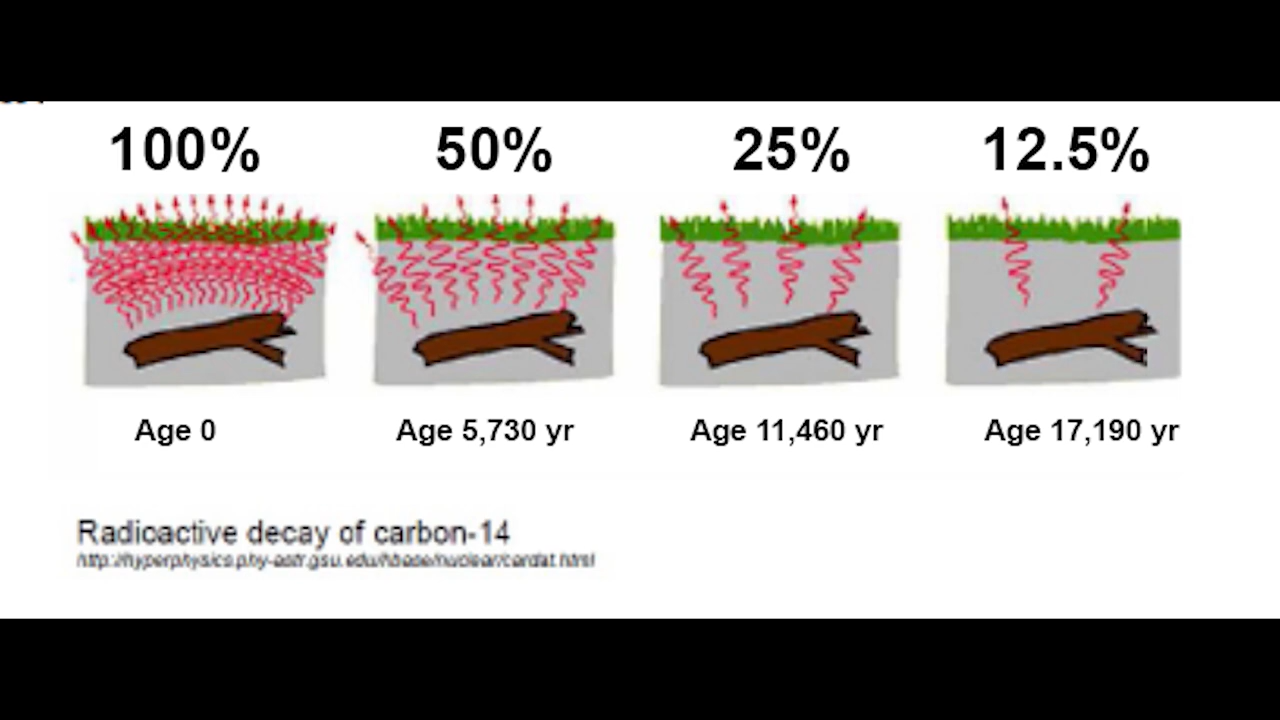 100% 50% 25% 12.5%
Age 0 Age 5,730 yr Age 11,460 yr Age 17,190 yr
Radioactive decay of carbon-14
http://hyperphysics.phy-astr.gsu.edu/hbase/nuclear/cardat.html